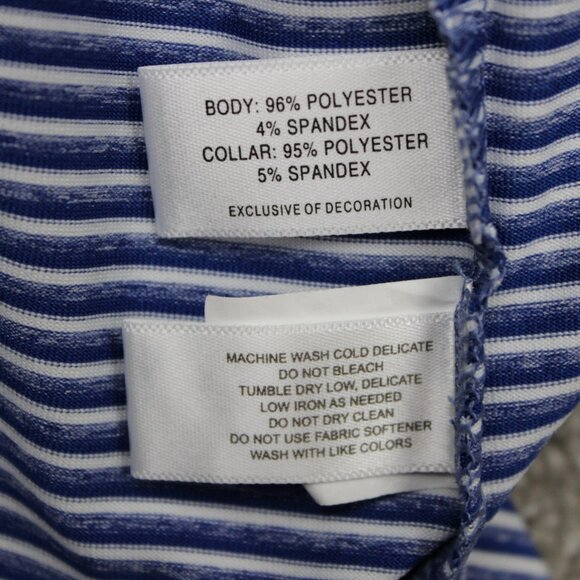 BODY: 96% POLYESTER
4% SPANDEX
COLLAR: 95% POLYESTER
5% SPANDEX
EXCLUSIVE OF DECORATION
MACHINE WASH COLD DELICATE
DO NOT BLEACH
TUMBLE DRY LOW, DELICATE
LOW IRON AS NEEDED
DO NOT DRY CLEAN
DO NOT USE FABRIC SOFTENER
WASH WITH LIKE COLORS